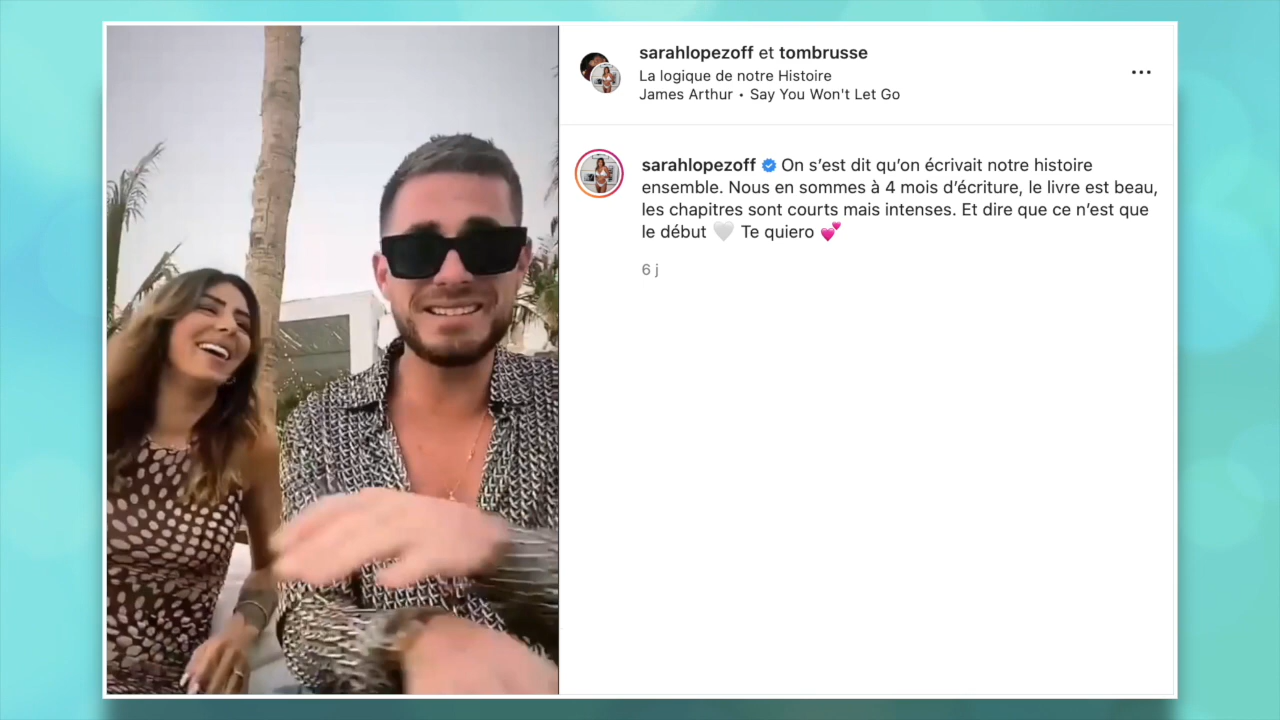 sarahlopezoff et tombrusse
La logique de notre Histoire
James Arthur • Say You Won't Let Go
sarahlopezoff On s’est dit qu’on écrivait notre histoire
ensemble. Nous en sommes à 4 mois d’écriture, le livre est beau,
les chapitres sont courts mais intenses. Et dire que ce n’est que
le début 🤍 Te quiero 💕
6 j